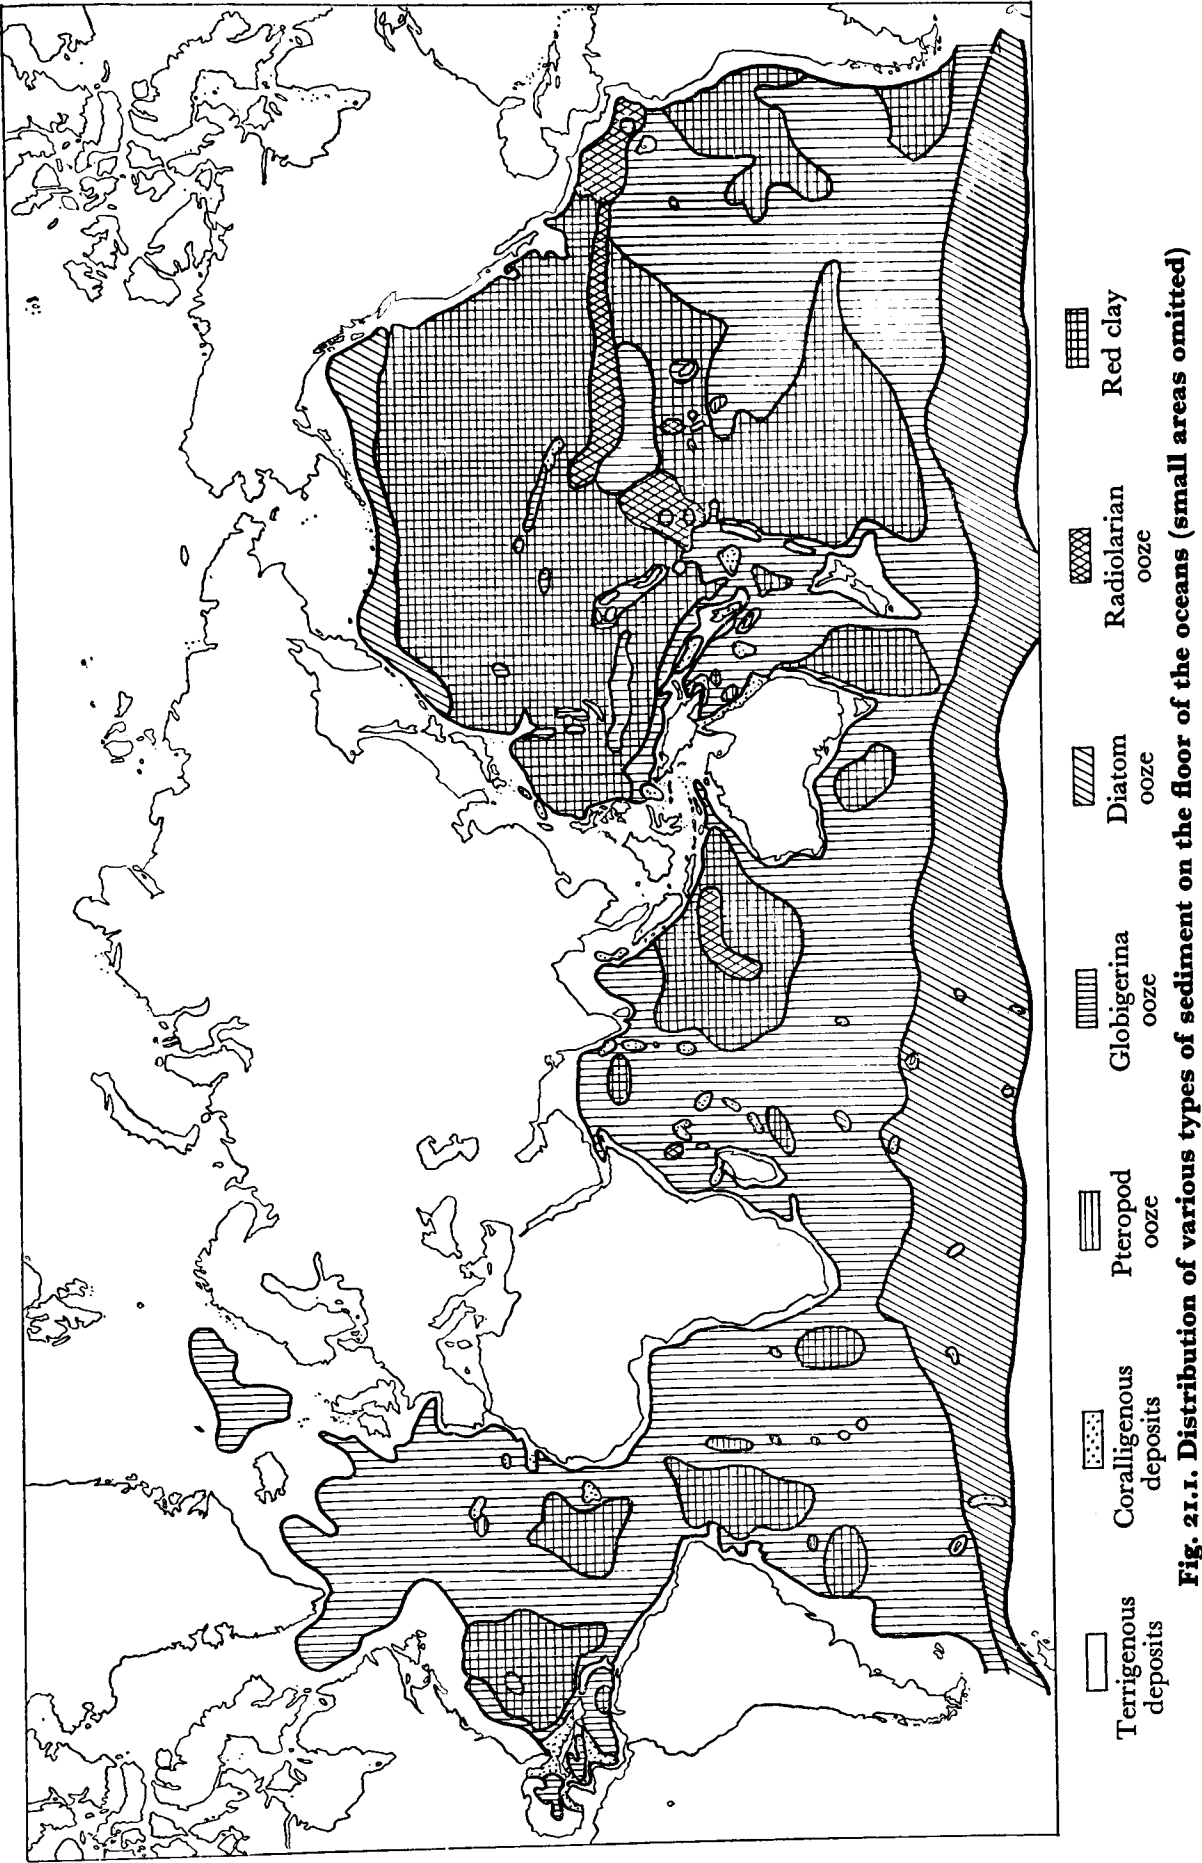 Terrigenous
deposits
Coralligenous
deposits
Pteropod
ooze
Globigerina
ooze
Diatom
ooze
Radiolarian
ooze
Red clay
Fig. 21.1. Distribution of various types of sediment on the floor of the oceans (small areas omitted)